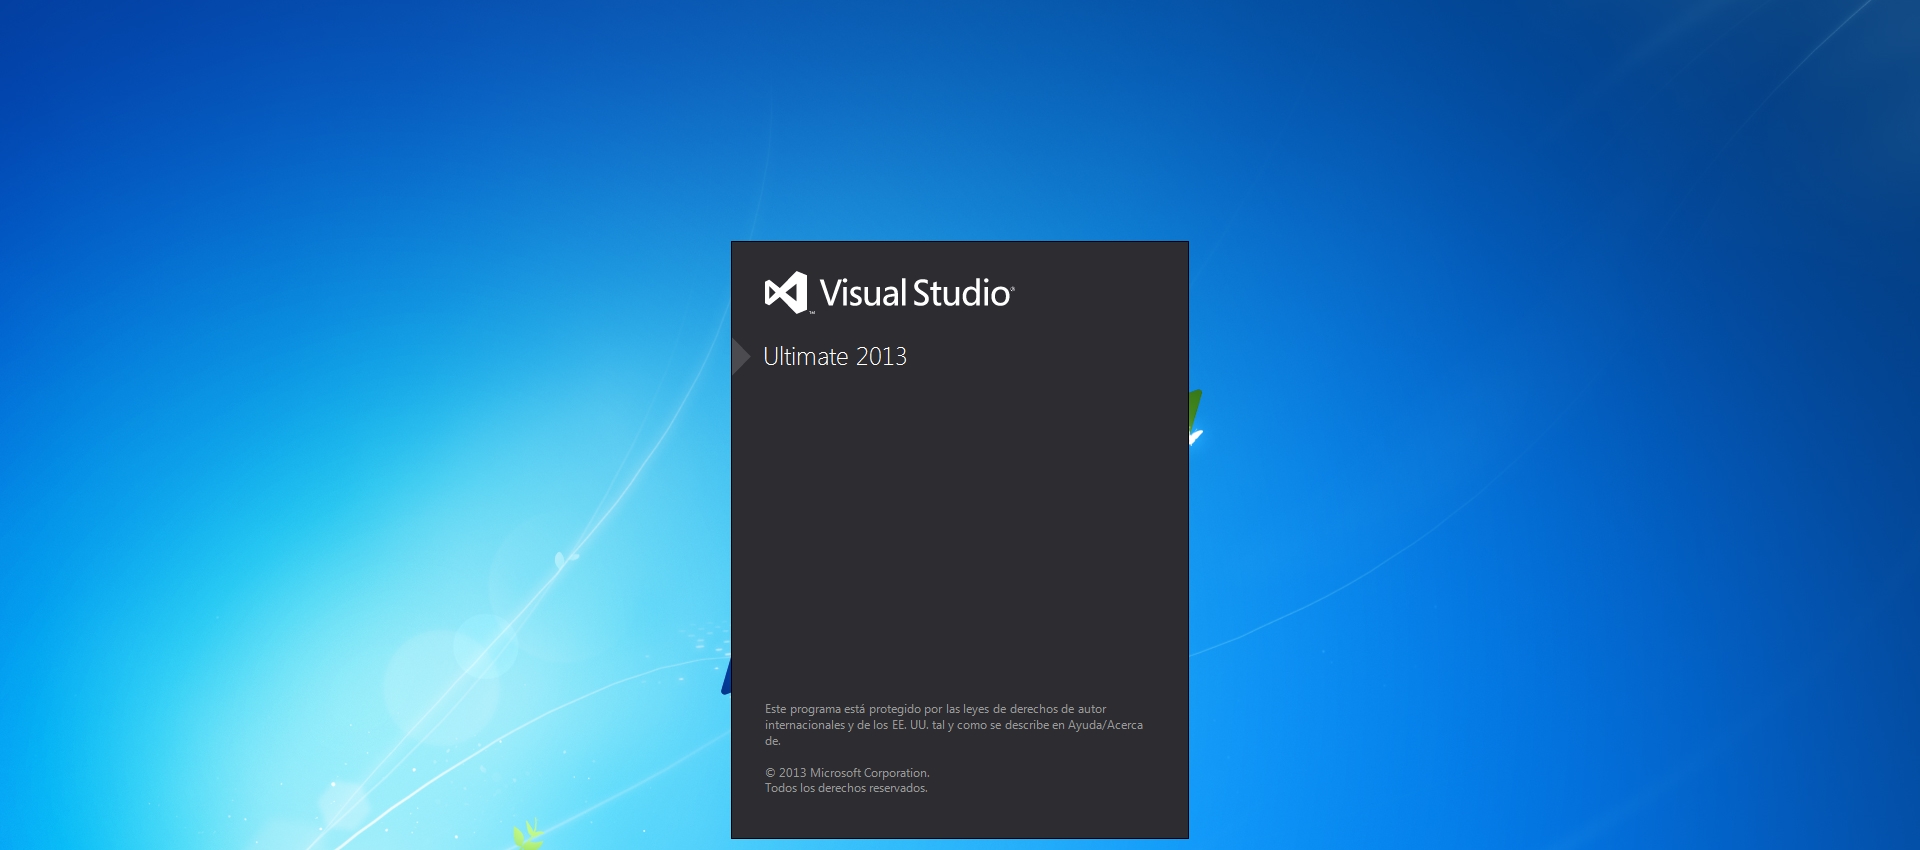 Visual Studio®
™
Ultimate 2013
Este programa está protegido por las leyes de derechos de autor
internacionales y de los EE. UU. tal y como se describe en Ayuda/Acerca
de.
© 2013 Microsoft Corporation.
Todos los derechos reservados.